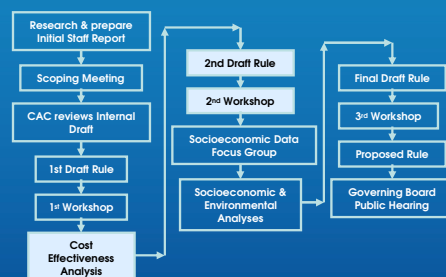 Research & prepare
Initial Staff Report
Scoping Meeting
CAC reviews Internal
Draft
1st Draft Rule
1st Workshop
Cost
Effectiveness
Analysis
2nd Draft Rule
2nd Workshop
Socioeconomic Data
Focus Group
Socioeconomic &
Environmental
Analyses
Final Draft Rule
3rd Workshop
Proposed Rule
Governing Board
Public Hearing